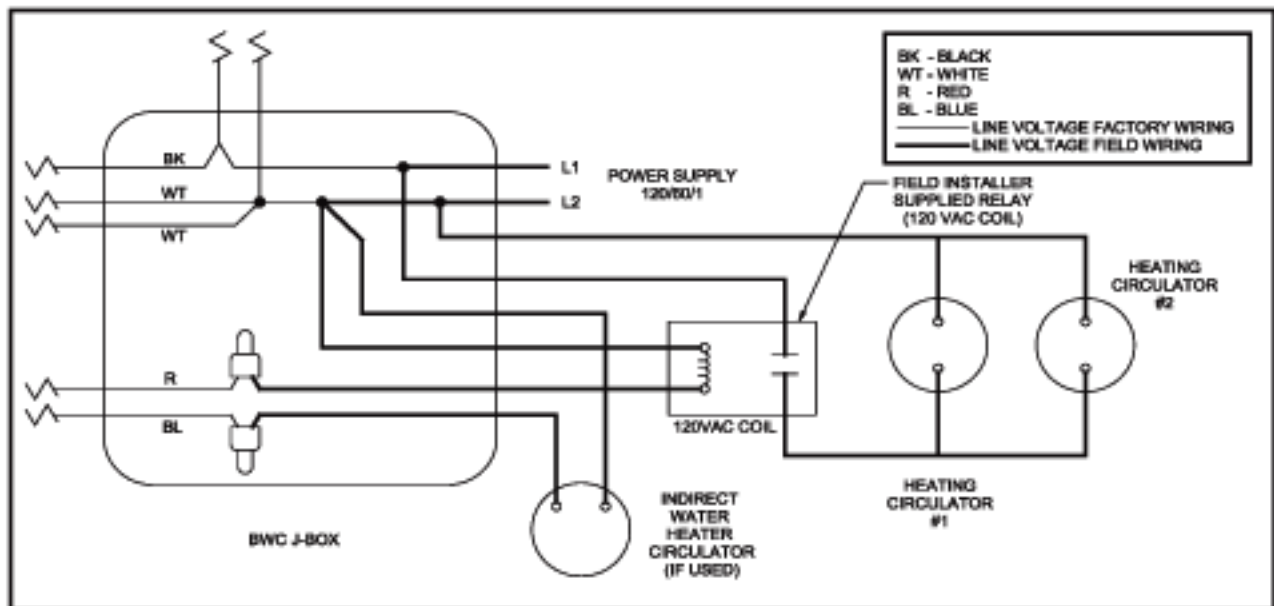 BK - BLACK
WT - WHITE
R - RED
BL - BLUE
LINE VOLTAGE FACTORY WIRING
LINE VOLTAGE FIELD WIRING
BK
WT
WT
L1
L2
POWER SUPPLY
120/60/1
FIELD INSTALLER
SUPPLIED RELAY
(120 VAC COIL)
HEATING
CIRCULATOR
#2
R
BL
120VAC COIL
HEATING
CIRCULATOR
#1
INDIRECT
WATER
HEATER
CIRCULATOR
(IF USED)
BWC J-BOX